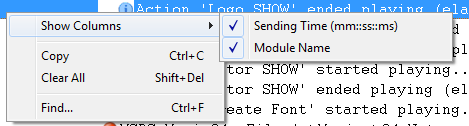 Action 'Logo SHOW' ended playing (ela
Show Columns
Sending Time (mm::ss::ms)
Module Name
Copy Ctrl+C
Clear All Shift+Del
tor SHOW' started playing..
tor SHOW' ended playing (el
Find... Ctrl+F
eate Font' started playing.